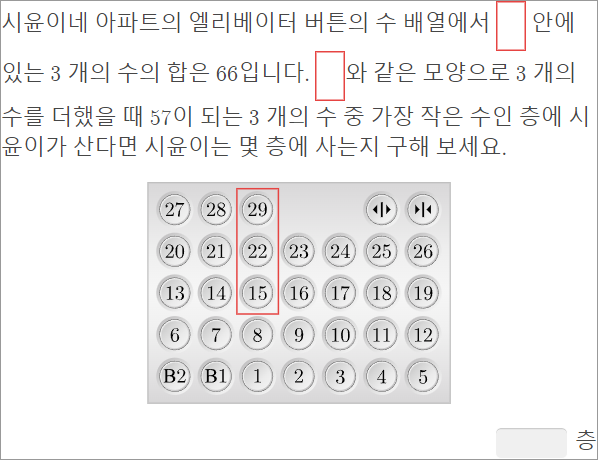 시윤이네 아파트의 엘리베이터 버튼의 수 배열에서 안에
있는 3 개의 수의 합은 66입니다. 와 같은 모양으로 3 개의
수를 더했을 때 57이 되는 3 개의 수 중 가장 작은 수인 층에 시
윤이가 산다면 시윤이는 몇 층에 사는지 구해 보세요.
27 28 29
20 21 22 23 24 25 26
13 14 15 16 17 18 19
6 7 8 9 10 11 12
B2 B1 1 2 3 4 5
층